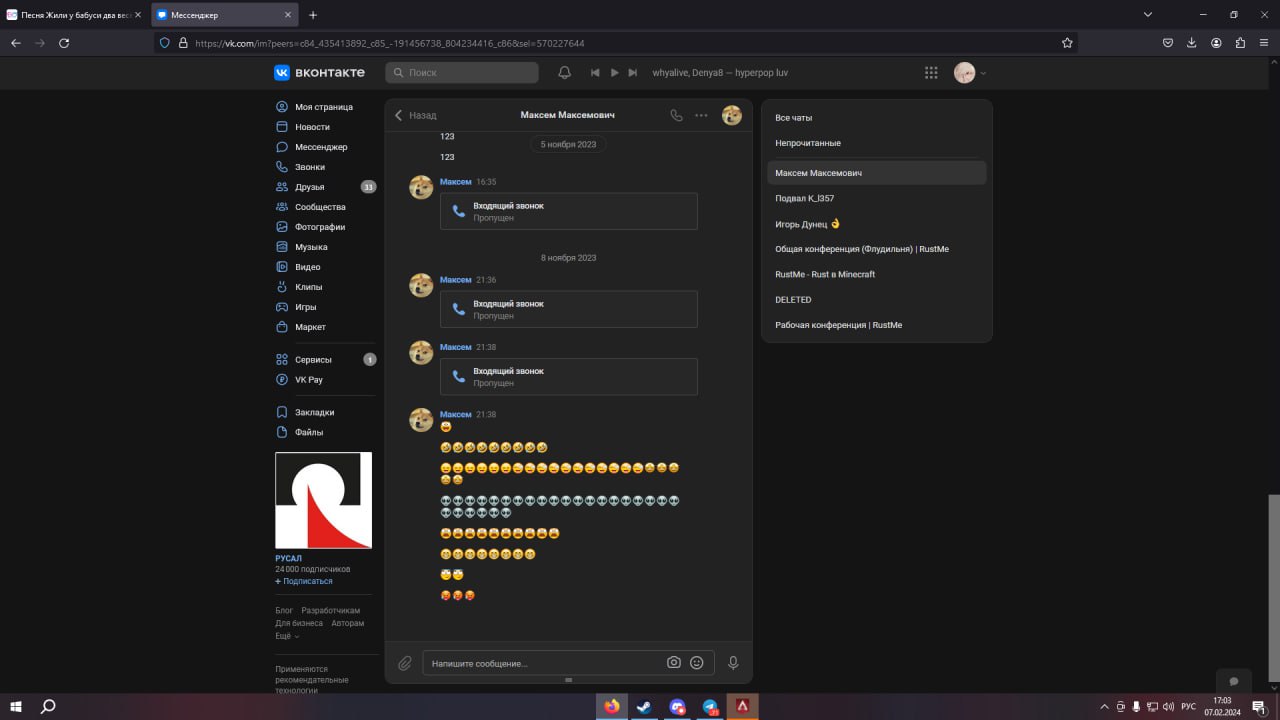 Песня Жили у бабуси два вес
Мессенджер
https://vk.com/im?peers=c84_435413892_c85_-191456738_804234416_c86&sel=570227644
ВКОНТАКТЕ
Поиск
whyalive, Denya8 — hyperpop luv
Моя страница
Новости
Мессенджер
Звонки
Друзья
33
Сообщества
Фотографии
Музыка
Видео
Клипы
Игры
Маркет
Сервисы
1
VK Pay
Закладки
Файлы
РУСАЛ
24 000 подписчиков
+ Подписаться
Блог Разработчикам
Для бизнеса Авторам
Ещё
Применяются
рекомендательные
технологии
Назад
Максем Максемович
123
5 ноября 2023
123
Максем 16:35
Входящий звонок
Пропущен
8 ноября 2023
Максем 21:36
Входящий звонок
Пропущен
Максем 21:38
Входящий звонок
Пропущен
Максем 21:38
Напишите сообщение...
Все чаты
Непрочитанные
Максем Максемович
Подвал K_l357
Игорь Дунец 👌
Общая конференция (Флудильня) | RustMe
RustMe - Rust в Minecraft
DELETED
Рабочая конференция | RustMe
РУС
17:03
07.02.2024